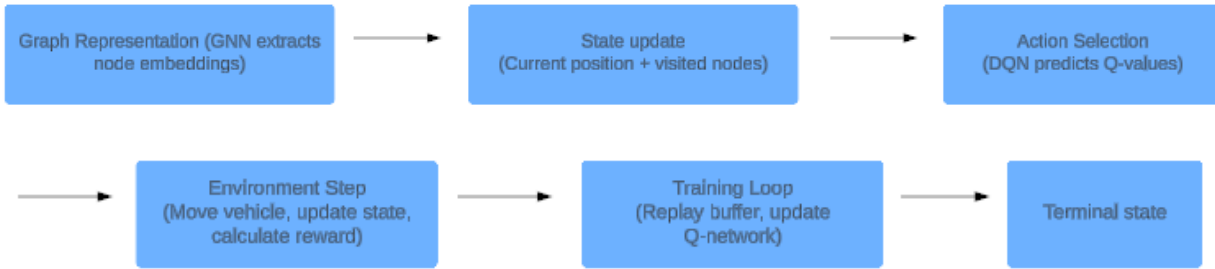 Graph Representation (GNN extracts
node embeddings)
State update
(Current position + visited nodes)
Action Selection
(DQN predicts Q-values)
Environment Step
(Move vehicle, update state,
calculate reward)
Training Loop
(Replay buffer, update
Q-network)
Terminal state